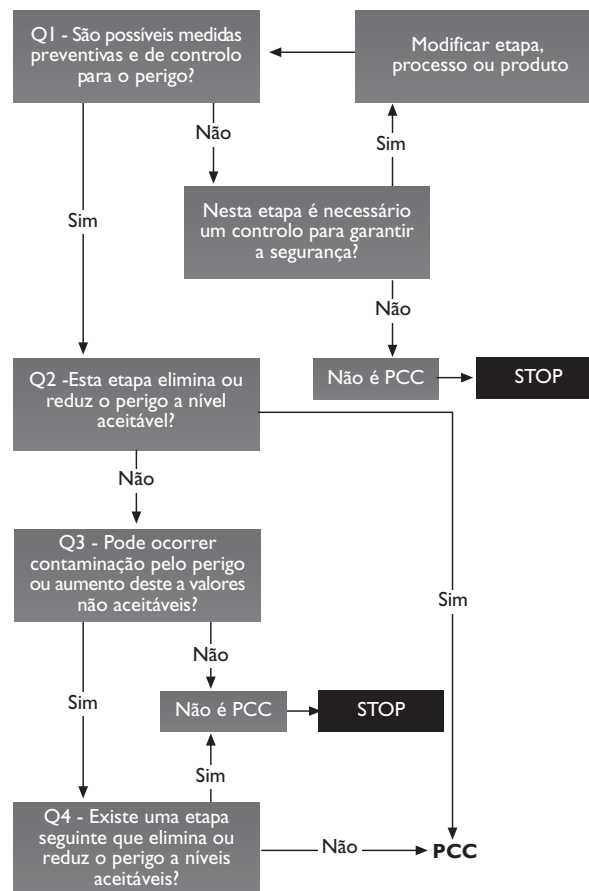 Q1 - São possíveis medidas
preventivas e de controlo
para o perigo?
Modificar etapa,
processo ou produto
Não
Sim
Sim
Nesta etapa é necessário
um controlo para garantir
a segurança?
Não
Não é PCC
STOP
Q2 -Esta etapa elimina ou
reduz o perigo a nível
aceitável?
Não
Q3 - Pode ocorrer
contaminação pelo perigo
ou aumento deste a valores
não aceitáveis?
Sim
Não
Sim
Não é PCC
STOP
Sim
Q4 - Existe uma etapa
seguinte que elimina ou
reduz o perigo a níveis
aceitáveis?
Não
PCC